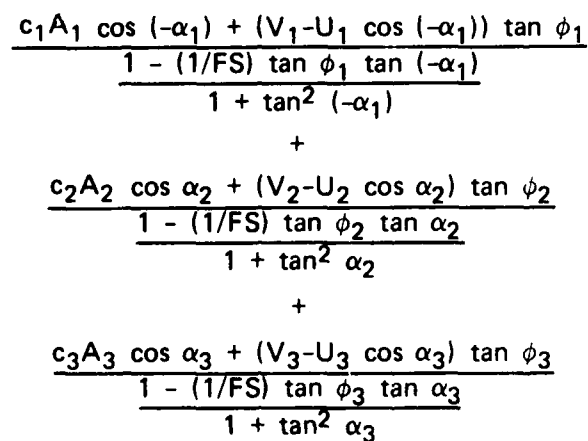 c₁A₁ cos (-α₁) + (V₁-U₁ cos (-α₁)) tan ϕ₁
1 - (1/FS) tan ϕ₁ tan (-α₁)
1 + tan² (-α₁)
+
c₂A₂ cos α₂ + (V₂-U₂ cos α₂) tan ϕ₂
1 - (1/FS) tan ϕ₂ tan α₂
1 + tan² α₂
+
c₃A₃ cos α₃ + (V₃-U₃ cos α₃) tan ϕ₃
1 - (1/FS) tan ϕ₃ tan α₃
1 + tan² α₃